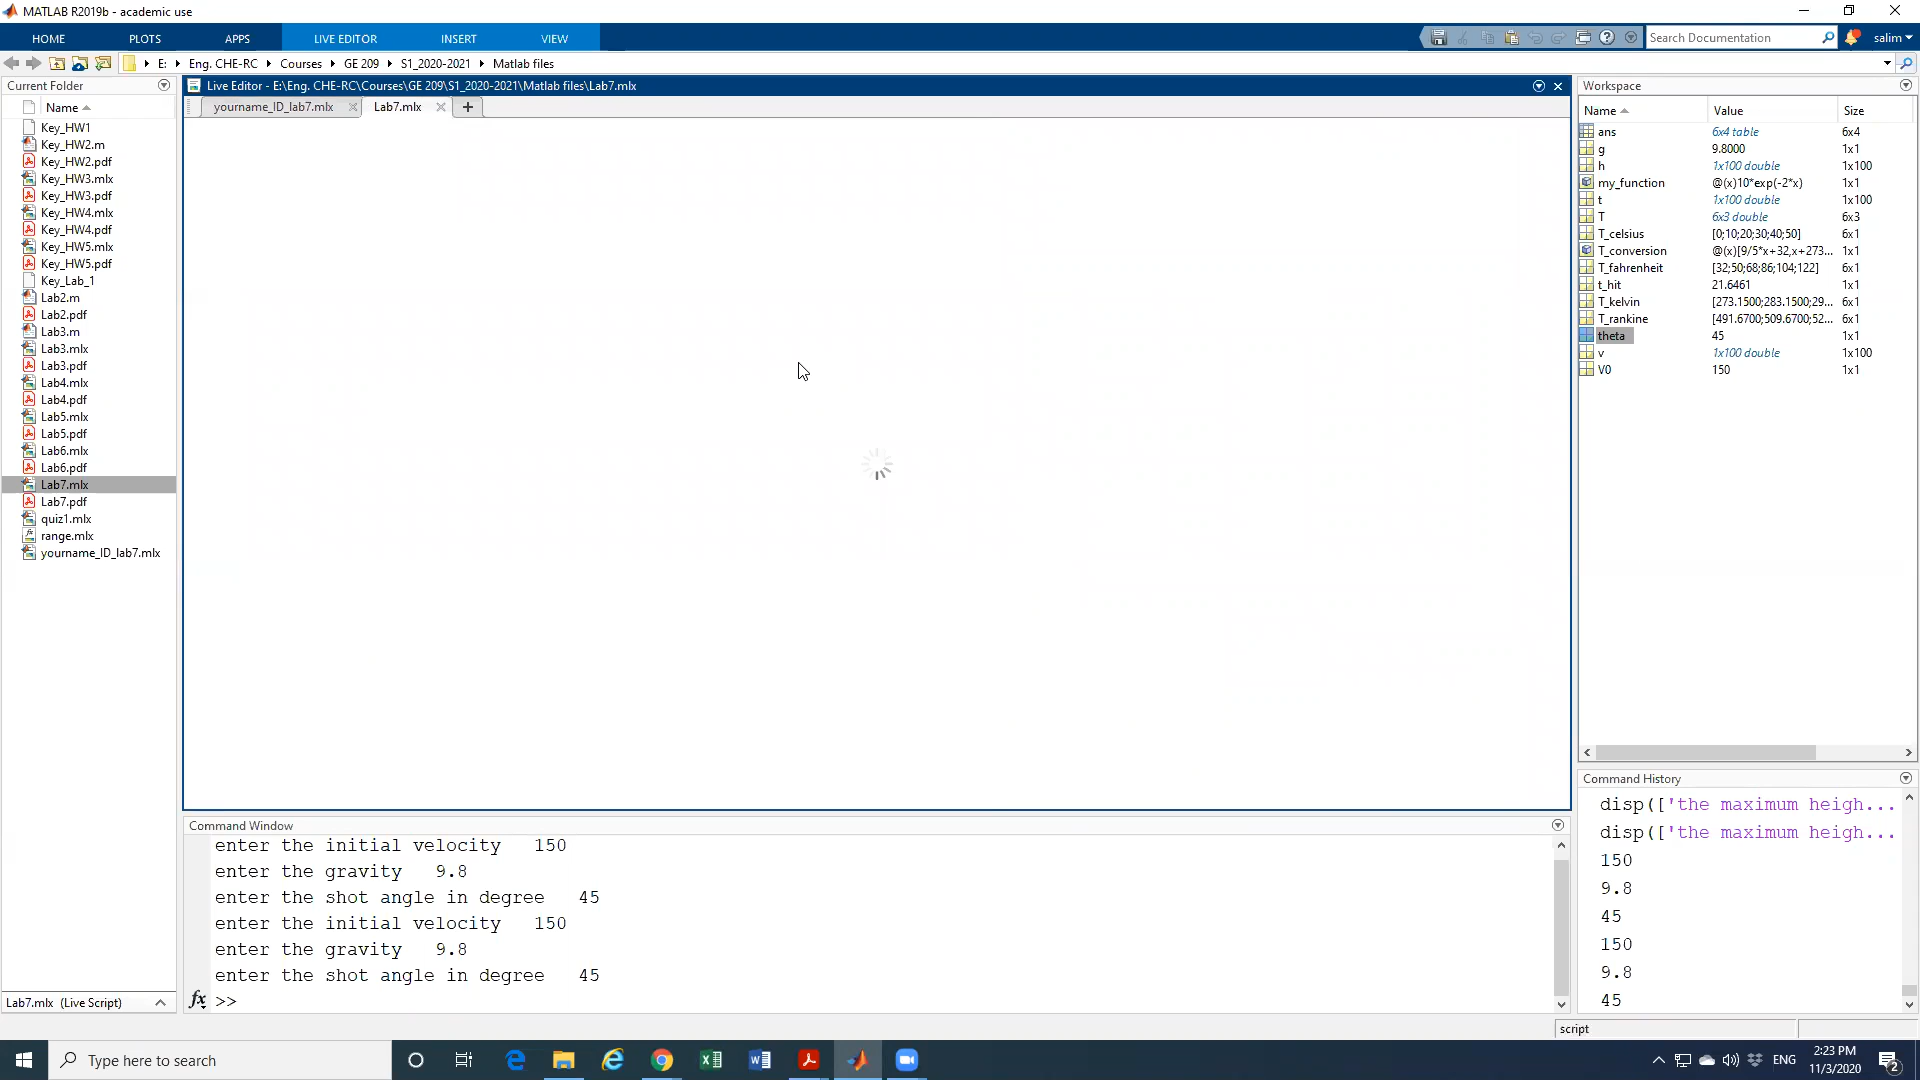 MATLAB R2019b - academic use
HOME PLOTS APPS LIVE EDITOR INSERT VIEW
Search Documentation
salim
E: Eng. CHE-RC Courses GE 209 S1_2020-2021 Matlab files
Current Folder
Name
Key_HW1
Key_HW2.m
Key_HW2.pdf
Key_HW3.mlx
Key_HW3.pdf
Key_HW4.mlx
Key_HW4.pdf
Key_HW5.mlx
Key_HW5.pdf
Key_Lab_1
Lab2.m
Lab2.pdf
Lab3.m
Lab3.mlx
Lab3.pdf
Lab4.mlx
Lab4.pdf
Lab5.mlx
Lab5.pdf
Lab6.mlx
Lab6.pdf
Lab7.mlx
Lab7.pdf
quiz1.mlx
range.mlx
yourname_ID_lab7.mlx
Lab7.mlx (Live Script)
Live Editor - E:\Eng. CHE-RC\Courses\GE 209\S1_2020-2021\Matlab files\Lab7.mlx
yourname_ID_lab7.mlx Lab7.mlx
Command Window
enter the initial velocity 150
enter the gravity 9.8
enter the shot angle in degree 45
enter the initial velocity 150
enter the gravity 9.8
enter the shot angle in degree 45
fx >>
Workspace
Name Value Size
ans 6x4 table 6x4
g 9.8000 1x1
h 1x100 double 1x100
my_function @(x)10*exp(-2*x) 1x1
t 1x100 double 1x100
T 6x3 double 6x3
T_celsius [0;10;20;30;40;50] 6x1
T_conversion @(x)[9/5*x+32,x+273... 1x1
T_fahrenheit [32;50;68;86;104;122] 6x1
t_hit 21.6461 1x1
T_kelvin [273.1500;283.1500;29... 6x1
T_rankine [491.6700;509.6700;52... 6x1
theta 45 1x1
v 1x100 double 1x100
V0 150 1x1
Command History
disp(['the maximum heigh...
disp(['the maximum heigh...
150
9.8
45
150
9.8
45
script
Type here to search
ENG
2:23 PM
11/3/2020
2